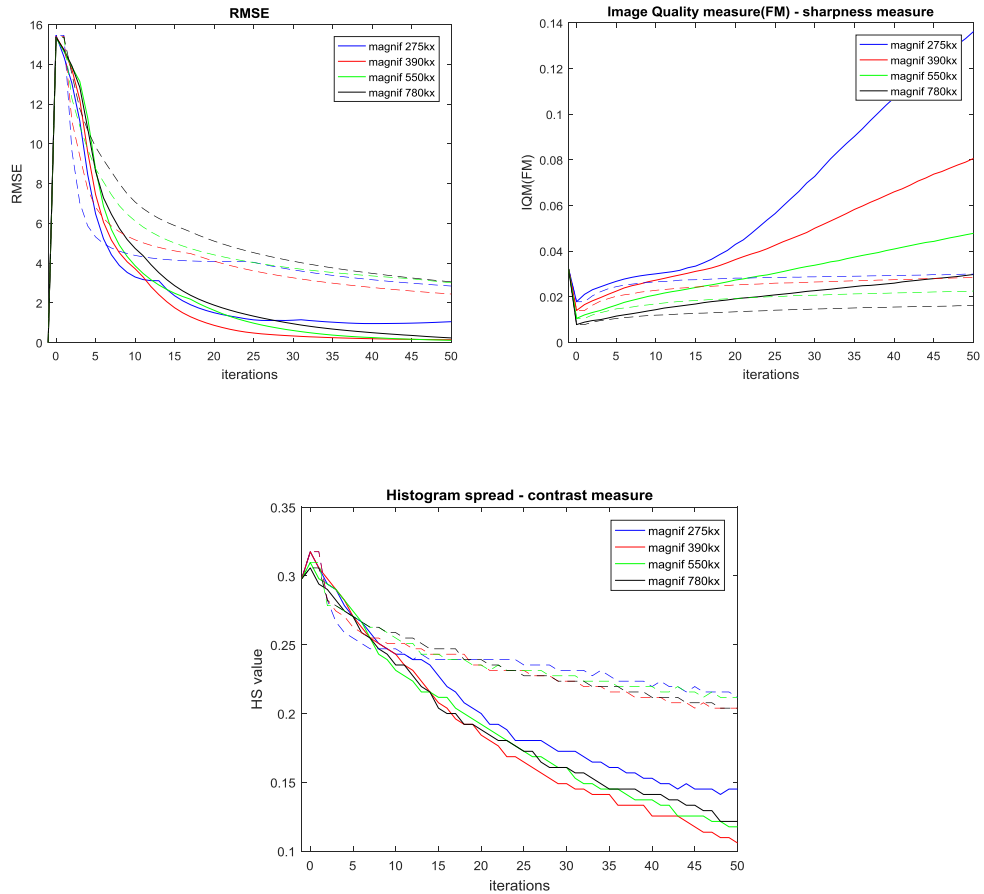 RMSE
16
14
12
10
8
6
4
2
0
RMSE
0 5 10 15 20 25 30 35 40 45 50
iterations
magnif 275kx
magnif 390kx
magnif 550kx
magnif 780kx
Image Quality measure(FM) - sharpness measure
0.14
0.12
0.1
0.08
0.06
0.04
0.02
0
IQM(FM)
0 5 10 15 20 25 30 35 40 45 50
iterations
magnif 275kx
magnif 390kx
magnif 550kx
magnif 780kx
Histogram spread - contrast measure
0.35
0.3
0.25
0.2
0.15
0.1
HS value
0 5 10 15 20 25 30 35 40 45 50
iterations
magnif 275kx
magnif 390kx
magnif 550kx
magnif 780kx